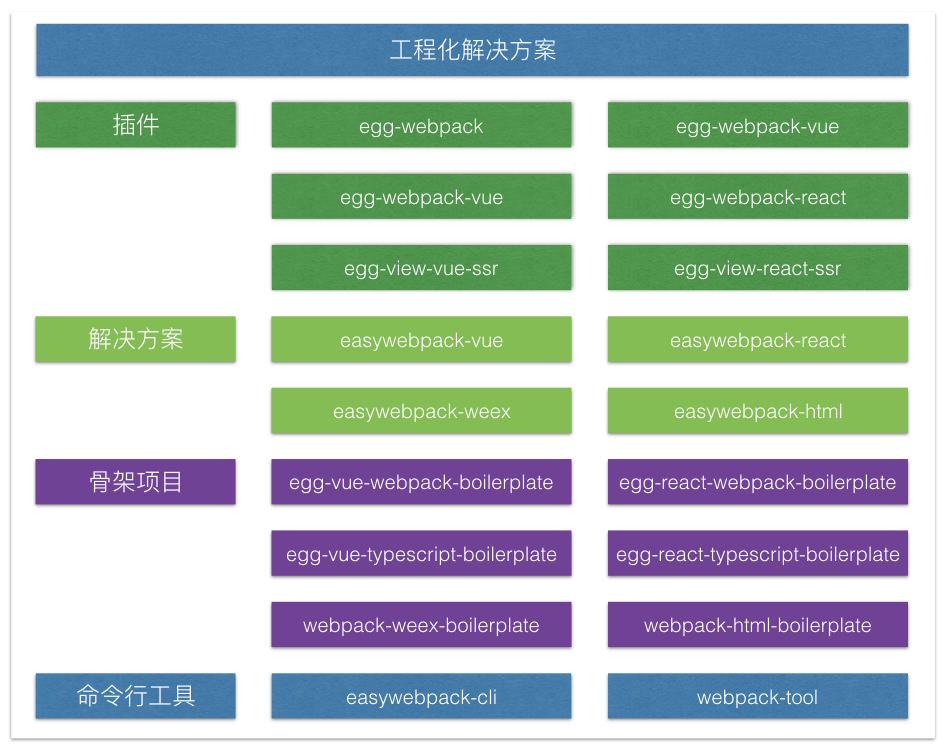 工程化解决方案
插件
egg-webpack
egg-webpack-vue
egg-webpack-vue
egg-webpack-react
egg-view-vue-ssr
egg-view-react-ssr
解决方案
easywebpack-vue
easywebpack-react
easywebpack-weex
easywebpack-html
骨架项目
egg-vue-webpack-boilerplate
egg-react-webpack-boilerplate
egg-vue-typescript-boilerplate
egg-react-typescript-boilerplate
webpack-weex-boilerplate
webpack-html-boilerplate
命令行工具
easywebpack-cli
webpack-tool